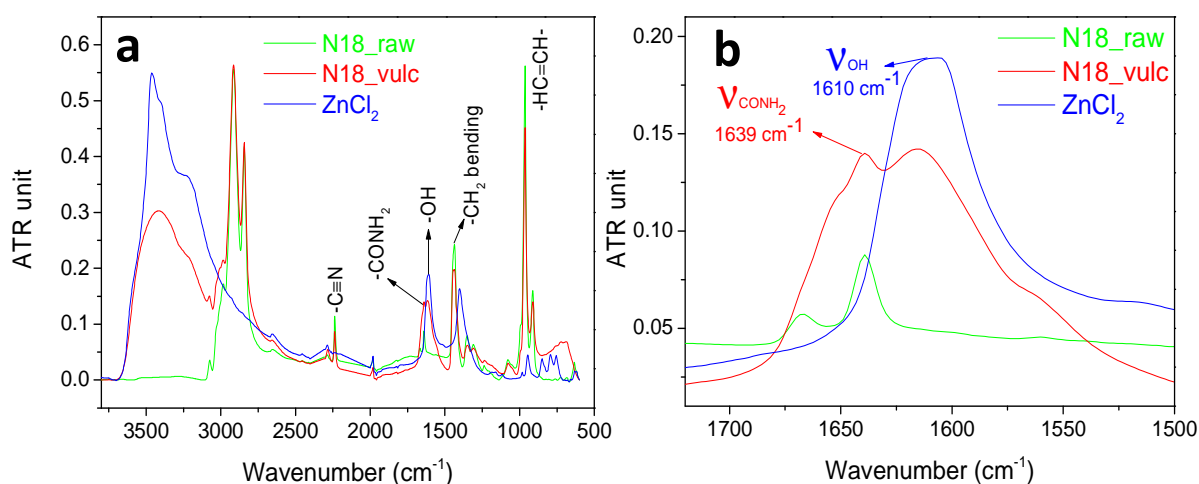 a
N18_raw
N18_vulc
ZnCl₂
-C≡N
-CONH₂
-OH
-CH₂ bending
-HC=CH-
ATR unit
0.6
0.5
0.4
0.3
0.2
0.1
0.0
3500 3000 2500 2000 1500 1000 500
Wavenumber (cm⁻¹)
b
N18_raw
N18_vulc
ZnCl₂
νOH
1610 cm⁻¹
νCONH₂
1639 cm⁻¹
ATR unit
0.20
0.15
0.10
0.05
1700 1650 1600 1550 1500
Wavenumber (cm⁻¹)